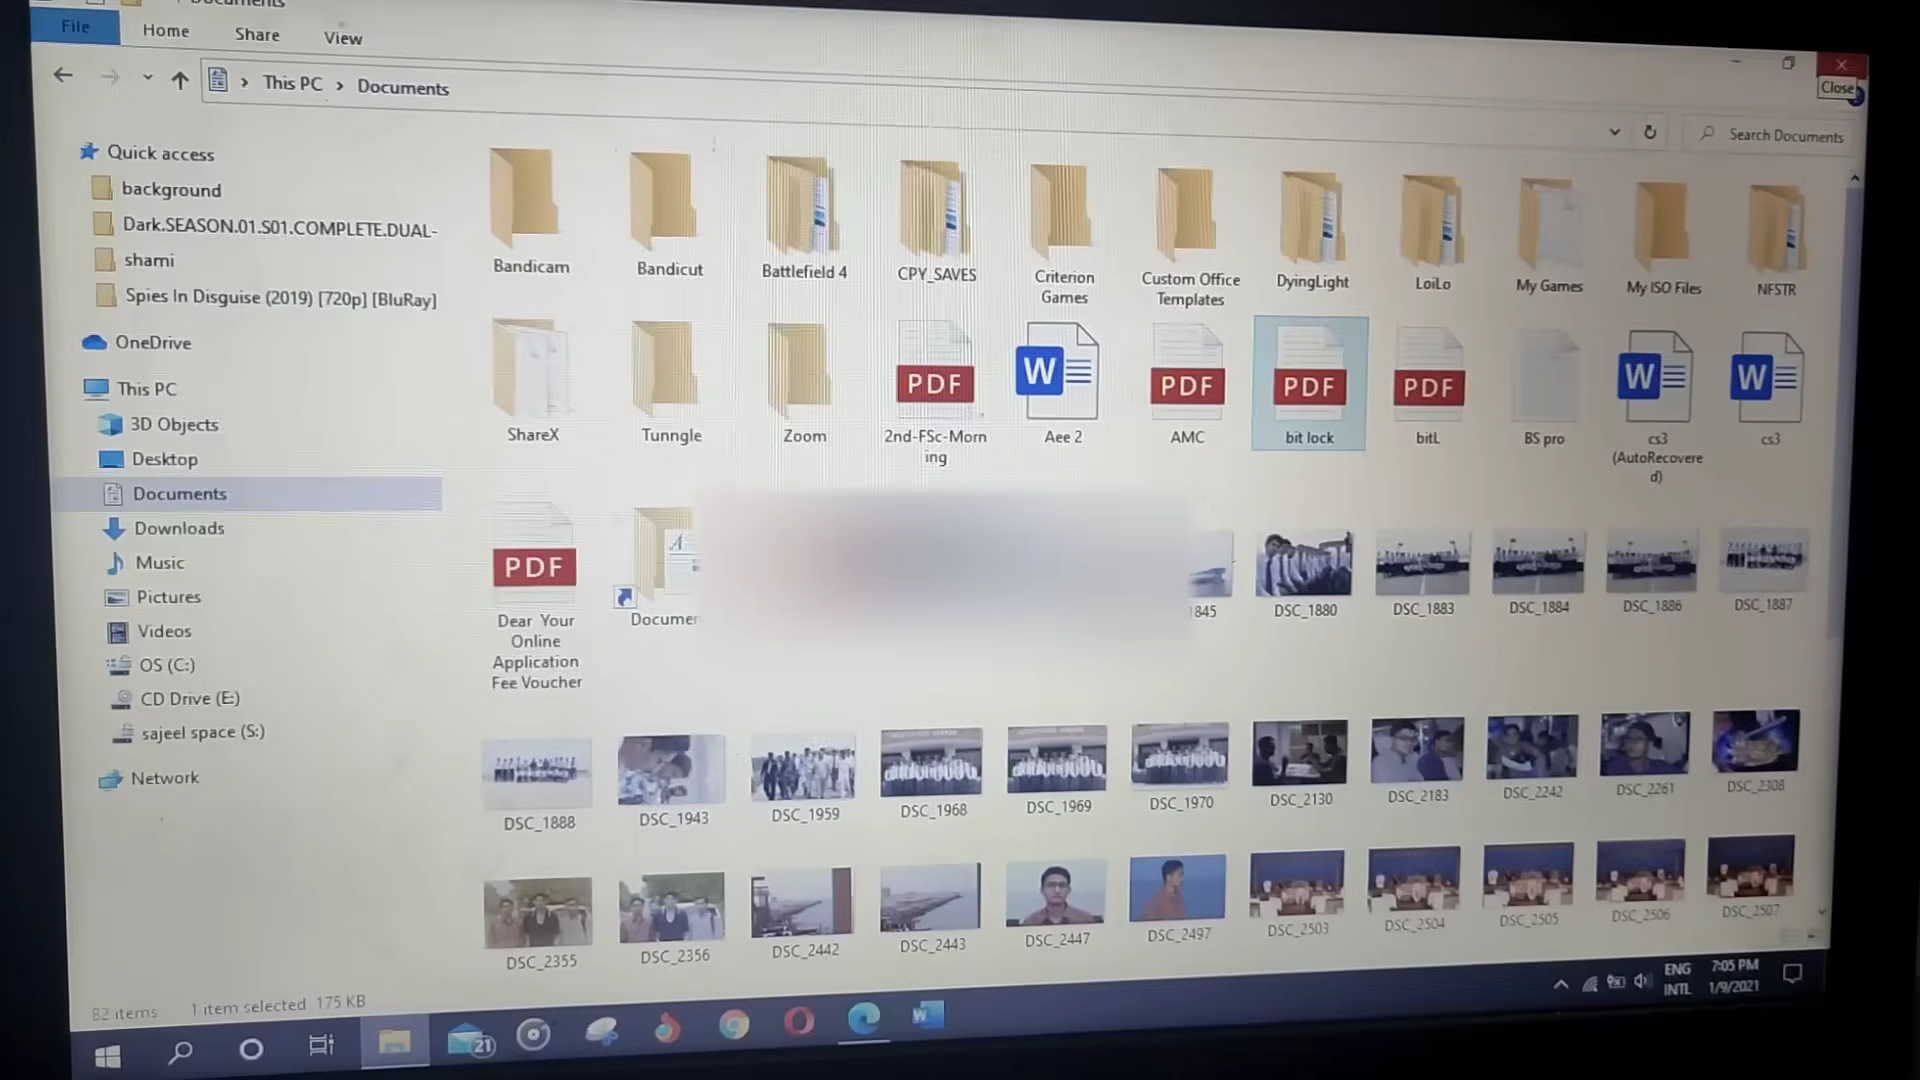 File
Home
Share
View
This PC
Documents
Close
Search Documents
Quick access
background
Dark.SEASON.01.S01.COMPLETE.DUAL-
shami
Spies In Disguise (2019) [720p] [BluRay]
OneDrive
This PC
3D Objects
Desktop
Documents
Downloads
Music
Pictures
Videos
OS (C:)
CD Drive (E:)
sajeel space (S:)
Network
Bandicam
Bandicut
Battlefield 4
CPY_SAVES
Criterion
Games
Custom Office
Templates
DyingLight
LoiLo
My Games
My ISO Files
NFSTR
PDF
W
PDF
PDF
PDF
W
W
ShareX
Tunngle
Zoom
2nd-FSc-Morn
ing
Aee 2
AMC
bit lock
bitL
BS pro
cs3
(AutoRecovere
d)
cs3
PDF
Dear Your
Online
Application
Fee Voucher
1845
DSC_1880
DSC_1883
DSC_1884
DSC_1886
DSC_1887
DSC_1888
DSC_1943
DSC_1959
DSC_1968
DSC_1969
DSC_1970
DSC_2130
DSC_2183
DSC_2242
DSC_2261
DSC_2308
DSC_2355
DSC_2356
DSC_2442
DSC_2443
DSC_2447
DSC_2497
DSC_2503
DSC_2504
DSC_2505
DSC_2506
DSC_2507
82 items 1 item selected 175 KB
21
W
ENG
INTL
7:05 PM
1/9/2021